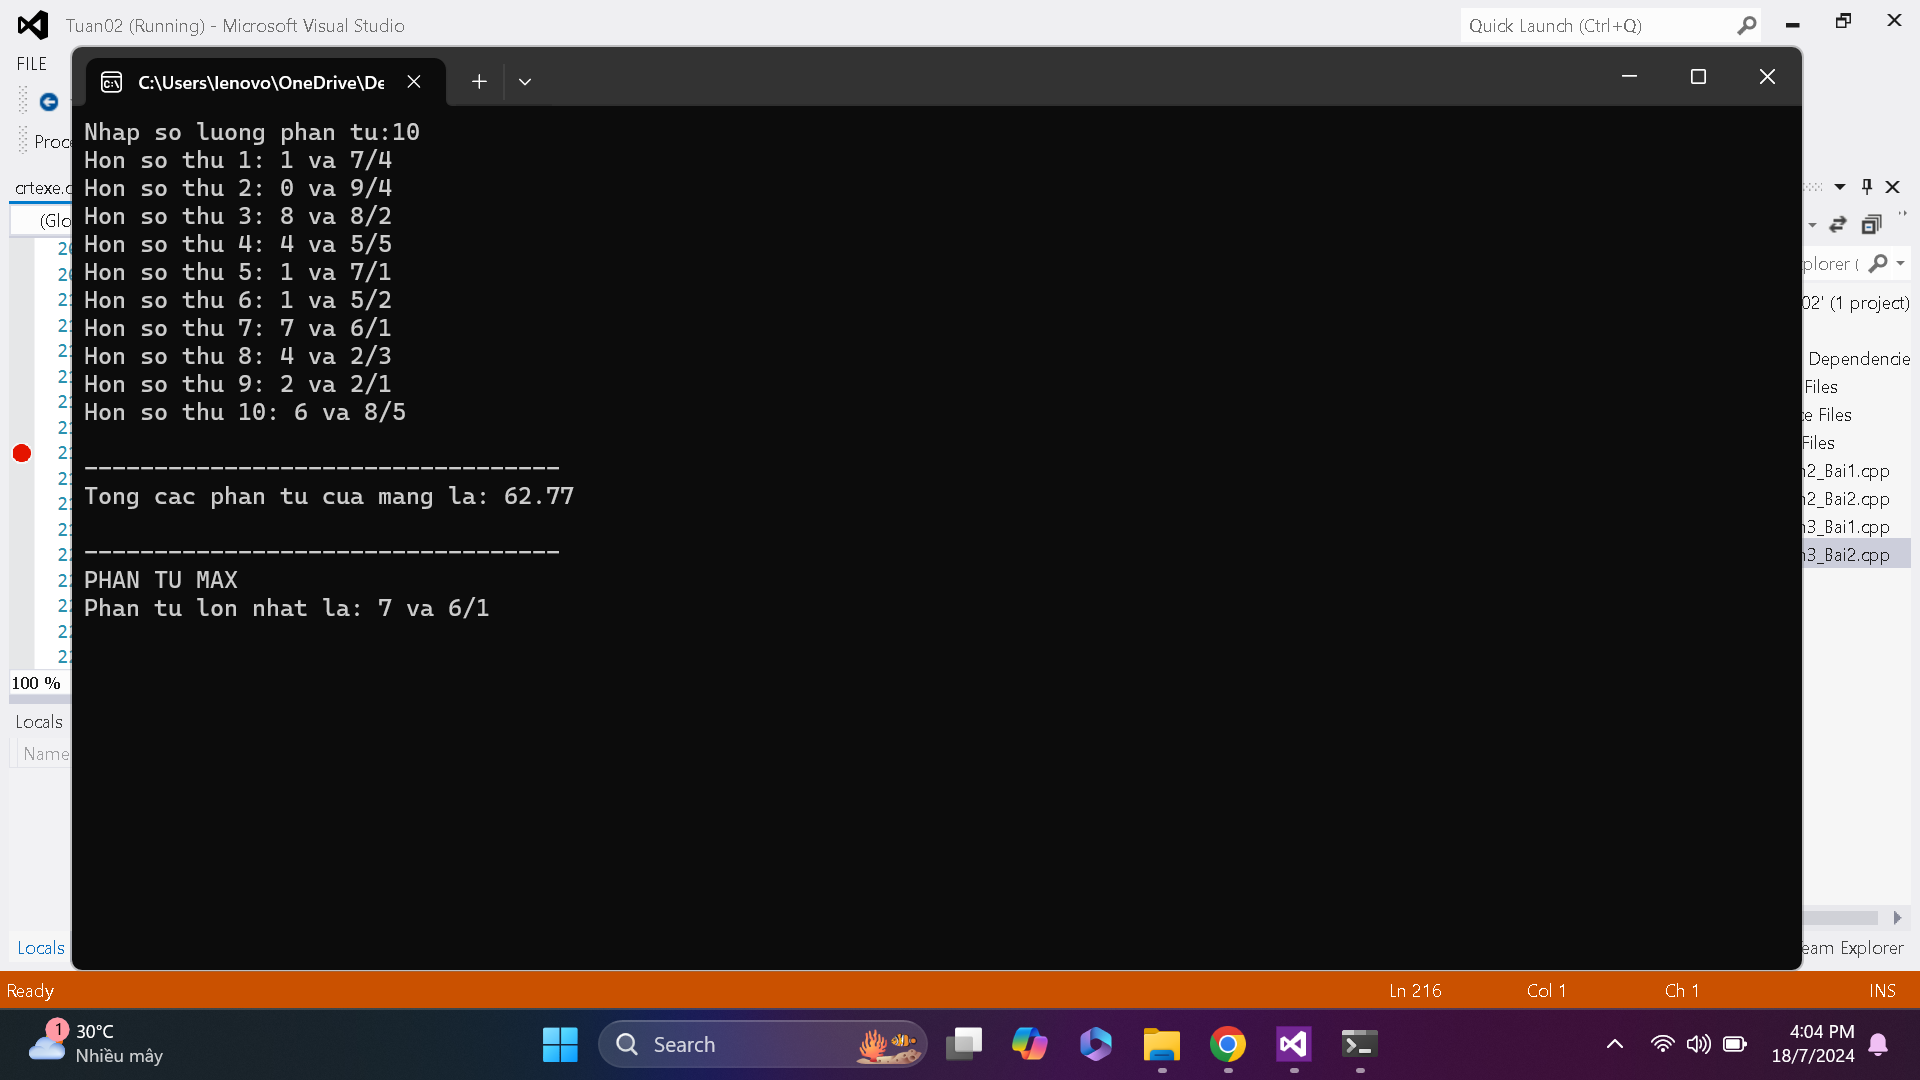 Tuan02 (Running) - Microsoft Visual Studio
Quick Launch (Ctrl+Q)
FILE
C:\Users\lenovo\OneDrive\De
Proce
crtexe.c
(Glo
Nhap so luong phan tu:10
Hon so thu 1: 1 va 7/4
Hon so thu 2: 0 va 9/4
Hon so thu 3: 8 va 8/2
Hon so thu 4: 4 va 5/5
Hon so thu 5: 1 va 7/1
Hon so thu 6: 1 va 5/2
Hon so thu 7: 7 va 6/1
Hon so thu 8: 4 va 2/3
Hon so thu 9: 2 va 2/1
Hon so thu 10: 6 va 8/5
----------------------------------
Tong cac phan tu cua mang la: 62.77
----------------------------------
PHAN TU MAX
Phan tu lon nhat la: 7 va 6/1
plorer (
02' (1 project)
Dependencie
Files
ce Files
Files
n2_Bai1.cpp
n2_Bai2.cpp
n3_Bai1.cpp
n3_Bai2.cpp
100 %
Locals
Name
Locals
eam Explorer
Ready
Ln 216
Col 1
Ch 1
INS
1
30°C
Nhiều mây
Search
4:04 PM
18/7/2024